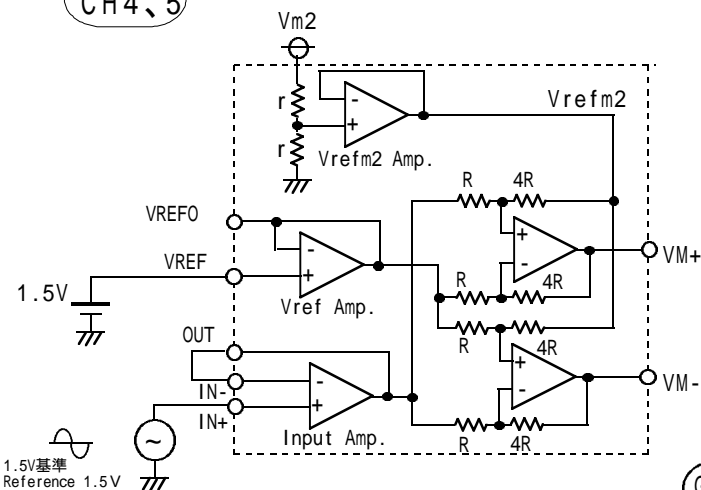 CH4、5
Vm2
r
Vrefm2
r
Vrefm2 Amp.
-
+
R
4R
VREFO
+
-
VM+
VREF
-
+
R
4R
1.5V
Vref Amp.
R
4R
OUT
+
-
VM-
IN-
IN+
-
+
~
Input Amp.
R
4R
1.5V基準
Reference 1.5V